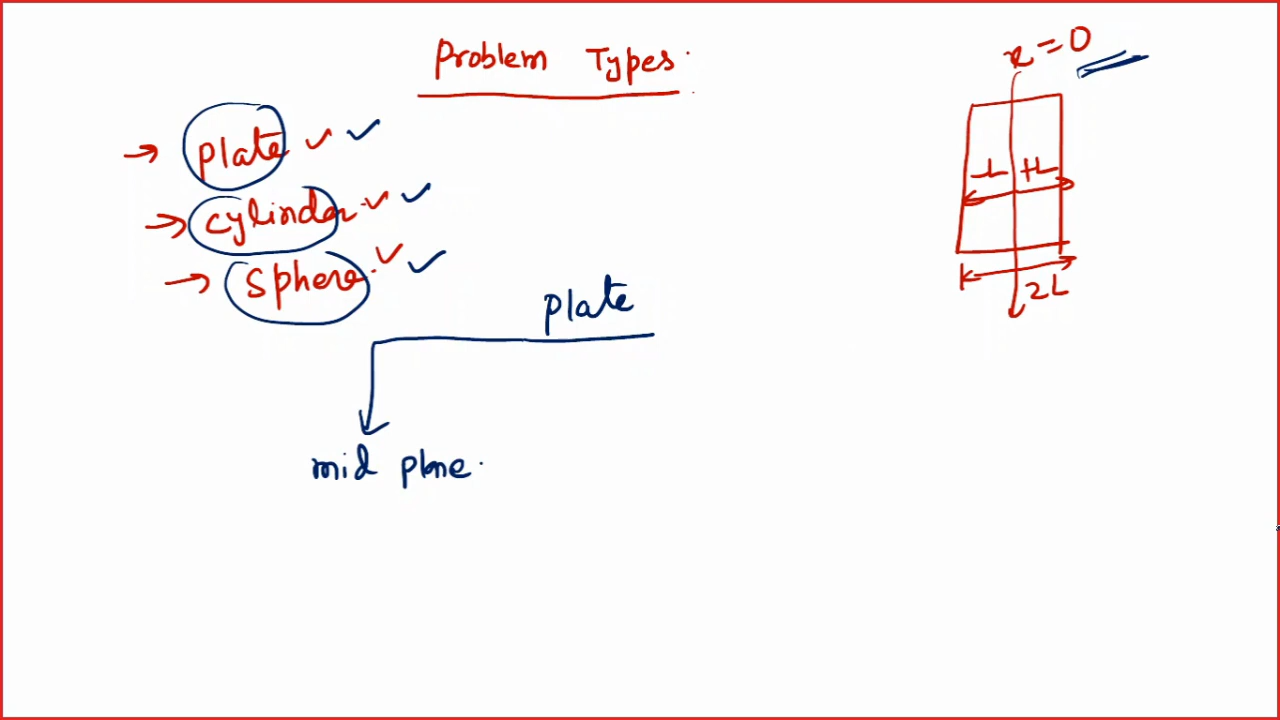 Problem Types.
x = 0
→ plate ✓ ✓
→ cylinder ✓ ✓
→ Sphere. ✓ ✓
-L +L
2L
plate
mid plane.